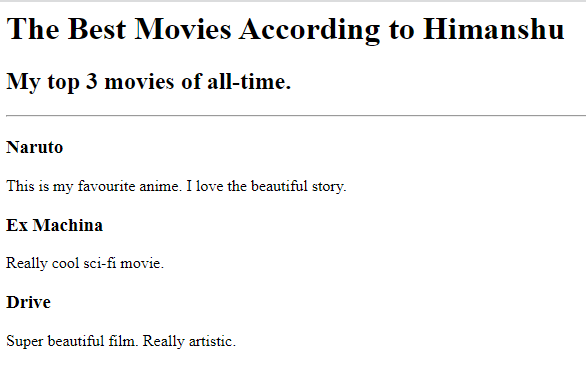 The Best Movies According to Himanshu
My top 3 movies of all-time.
Naruto
This is my favourite anime. I love the beautiful story.
Ex Machina
Really cool sci-fi movie.
Drive
Super beautiful film. Really artistic.